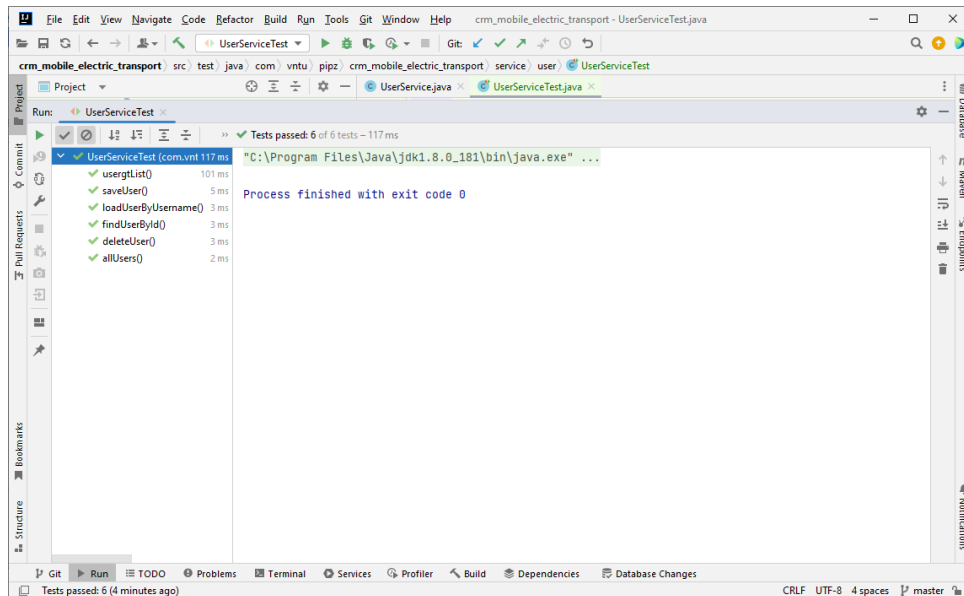 File Edit View Navigate Code Refactor Build Run Tools Git Window Help crm_mobile_electric_transport - UserServiceTest.java
UserServiceTest Git:
crm_mobile_electric_transport src test java com vntu pipz crm_mobile_electric_transport service user UserServiceTest
Project UserService.java UserServiceTest.java
Run: UserServiceTest
Tests passed: 6 of 6 tests – 117 ms
UserServiceTest (com.vnt 117 ms
usergtList() 101 ms
saveUser() 5 ms
loadUserByUsername() 3 ms
findUserById() 3 ms
deleteUser() 3 ms
allUsers() 2 ms
"C:\Program Files\Java\jdk1.8.0_181\bin\java.exe" ...
Process finished with exit code 0
Project
Commit
Pull Requests
Bookmarks
Structure
Database
Maven
Endpoints
Notifications
Git Run TODO Problems Terminal Services Profiler Build Dependencies Database Changes
Tests passed: 6 (4 minutes ago) CRLF UTF-8 4 spaces master